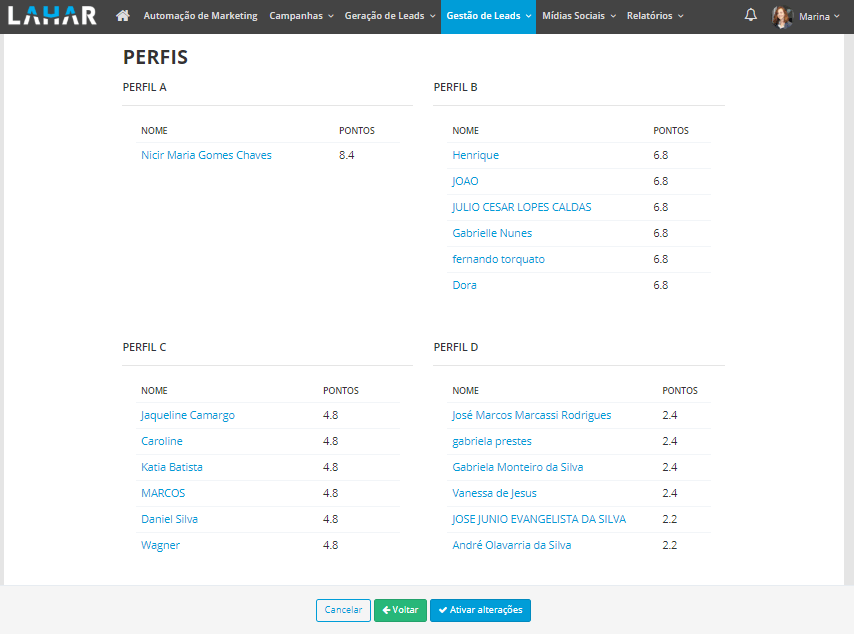 LAHAR Automação de Marketing Campanhas Geração de Leads Gestão de Leads Mídias Sociais Relatórios Marina
PERFIS
PERFIL A
NOME PONTOS
Nicir Maria Gomes Chaves 8.4
PERFIL B
NOME PONTOS
Henrique 6.8
JOAO 6.8
JULIO CESAR LOPES CALDAS 6.8
Gabrielle Nunes 6.8
fernando torquato 6.8
Dora 6.8
PERFIL C
NOME PONTOS
Jaqueline Camargo 4.8
Caroline 4.8
Katia Batista 4.8
MARCOS 4.8
Daniel Silva 4.8
Wagner 4.8
PERFIL D
NOME PONTOS
José Marcos Marcassi Rodrigues 2.4
gabriela prestes 2.4
Gabriela Monteiro da Silva 2.4
Vanessa de Jesus 2.4
JOSE JUNIO EVANGELISTA DA SILVA 2.2
André Olavarria da Silva 2.2
Cancelar Voltar Ativar alterações